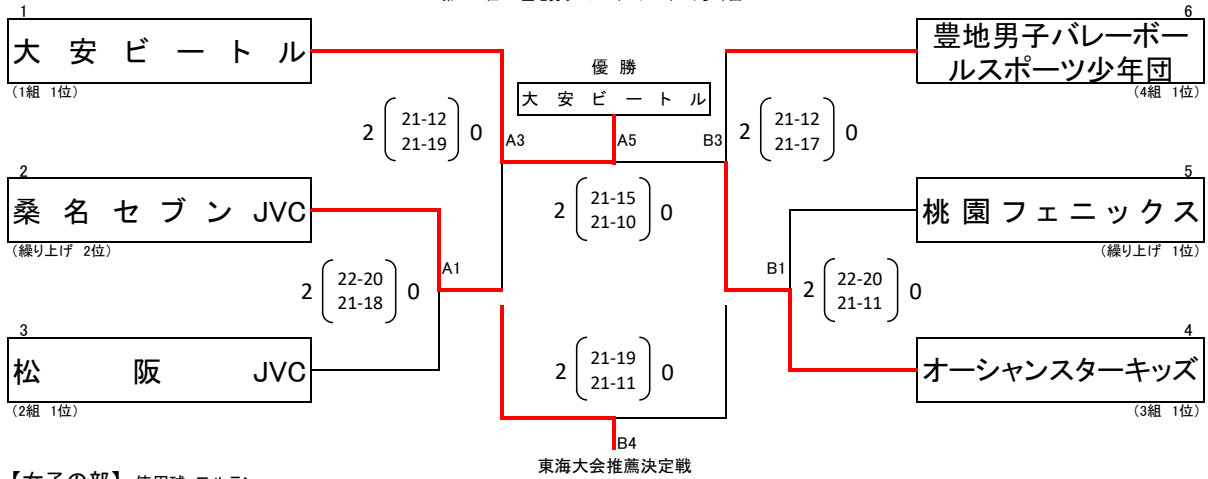 1
大安ビートル
(1組 1位)
6
豊地男子バレーボー
ルスポーツ少年団
(4組 1位)
優勝
大安ビートル
2
21-12
21-19
0
A3
A5
B3
2
21-12
21-17
0
2
桑名セブンJVC
(繰り上げ 2位)
2
21-15
21-10
0
5
桃園フェニックス
(繰り上げ 1位)
2
22-20
21-18
0
A1
B1
2
22-20
21-11
0
3
松阪JVC
(2組 1位)
2
21-19
21-11
0
4
オーシャンスターキッズ
(3組 1位)
B4
東海大会推薦決定戦